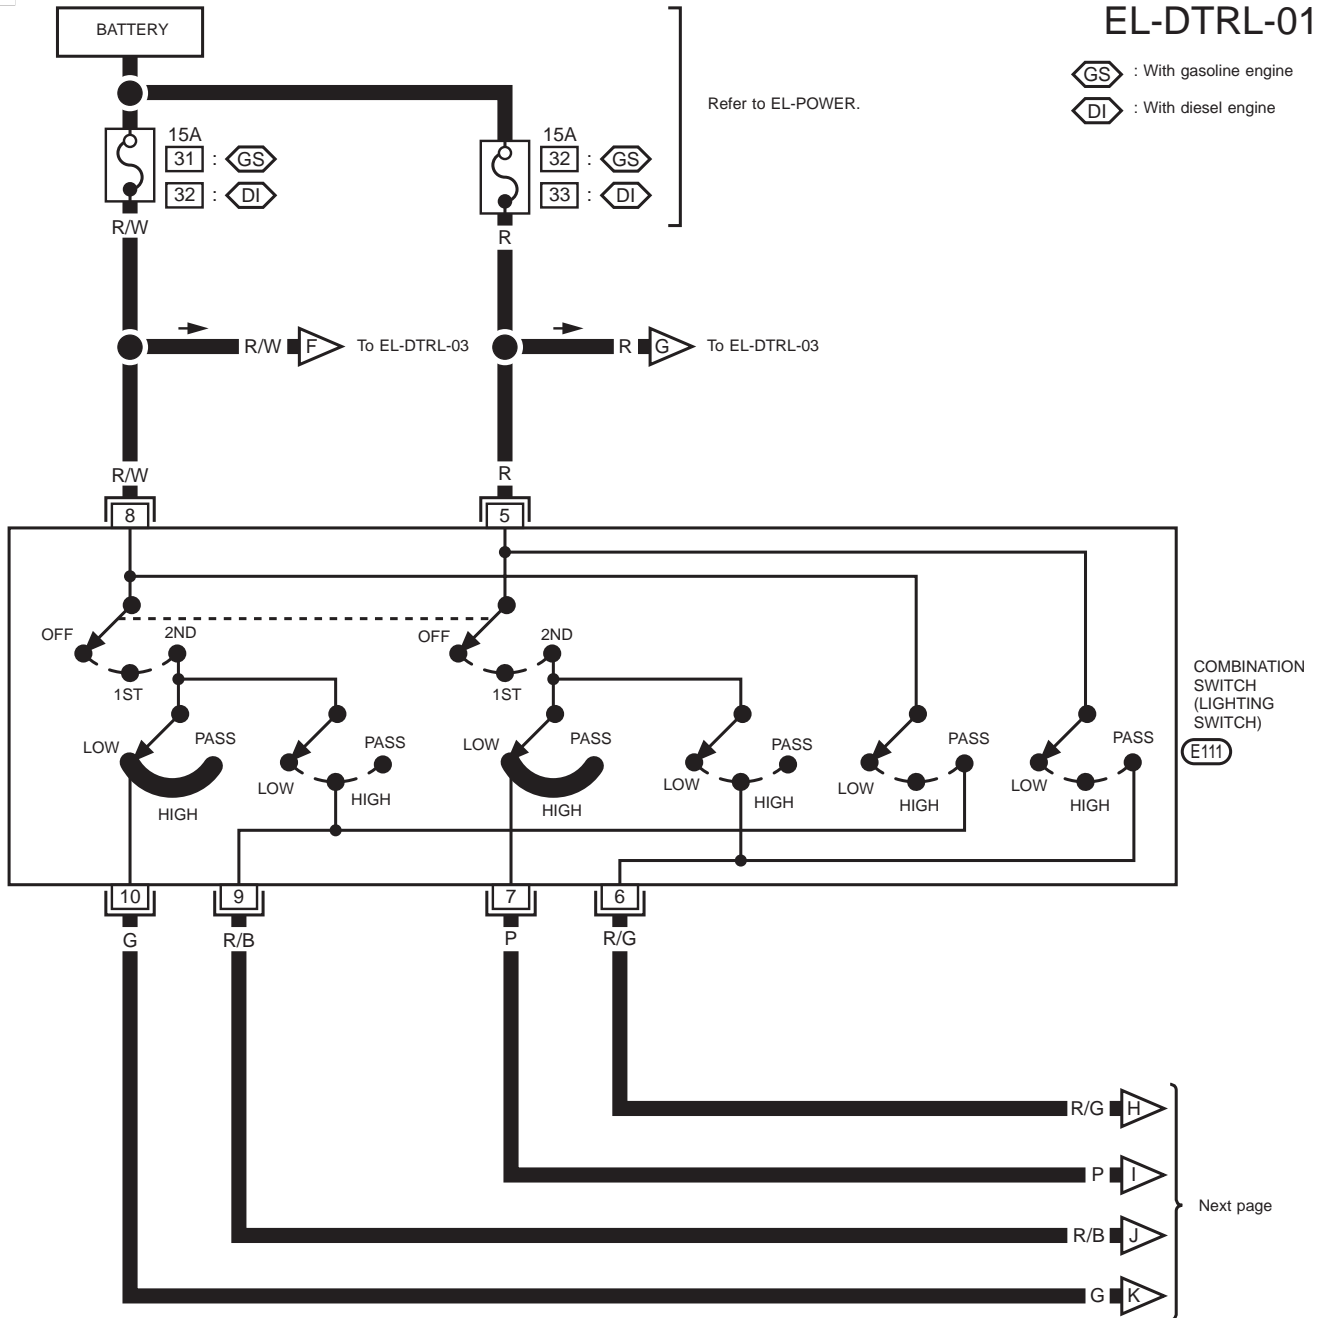 EL-DTRL-01
BATTERY
GS : With gasoline engine
DI : With diesel engine
Refer to EL-POWER.
15A
31 : GS
32 : DI
15A
32 : GS
33 : DI
R/W
R
R/W F To EL-DTRL-03
R G To EL-DTRL-03
R/W
R
8
5
OFF
2ND
1ST
OFF
2ND
1ST
LOW
PASS
HIGH
LOW
PASS
HIGH
LOW
PASS
HIGH
LOW
PASS
HIGH
LOW
PASS
HIGH
LOW
PASS
HIGH
COMBINATION
SWITCH
(LIGHTING
SWITCH)
E111
10
9
7
6
G
R/B
P
R/G
R/G H
P I
R/B J
G K
Next page